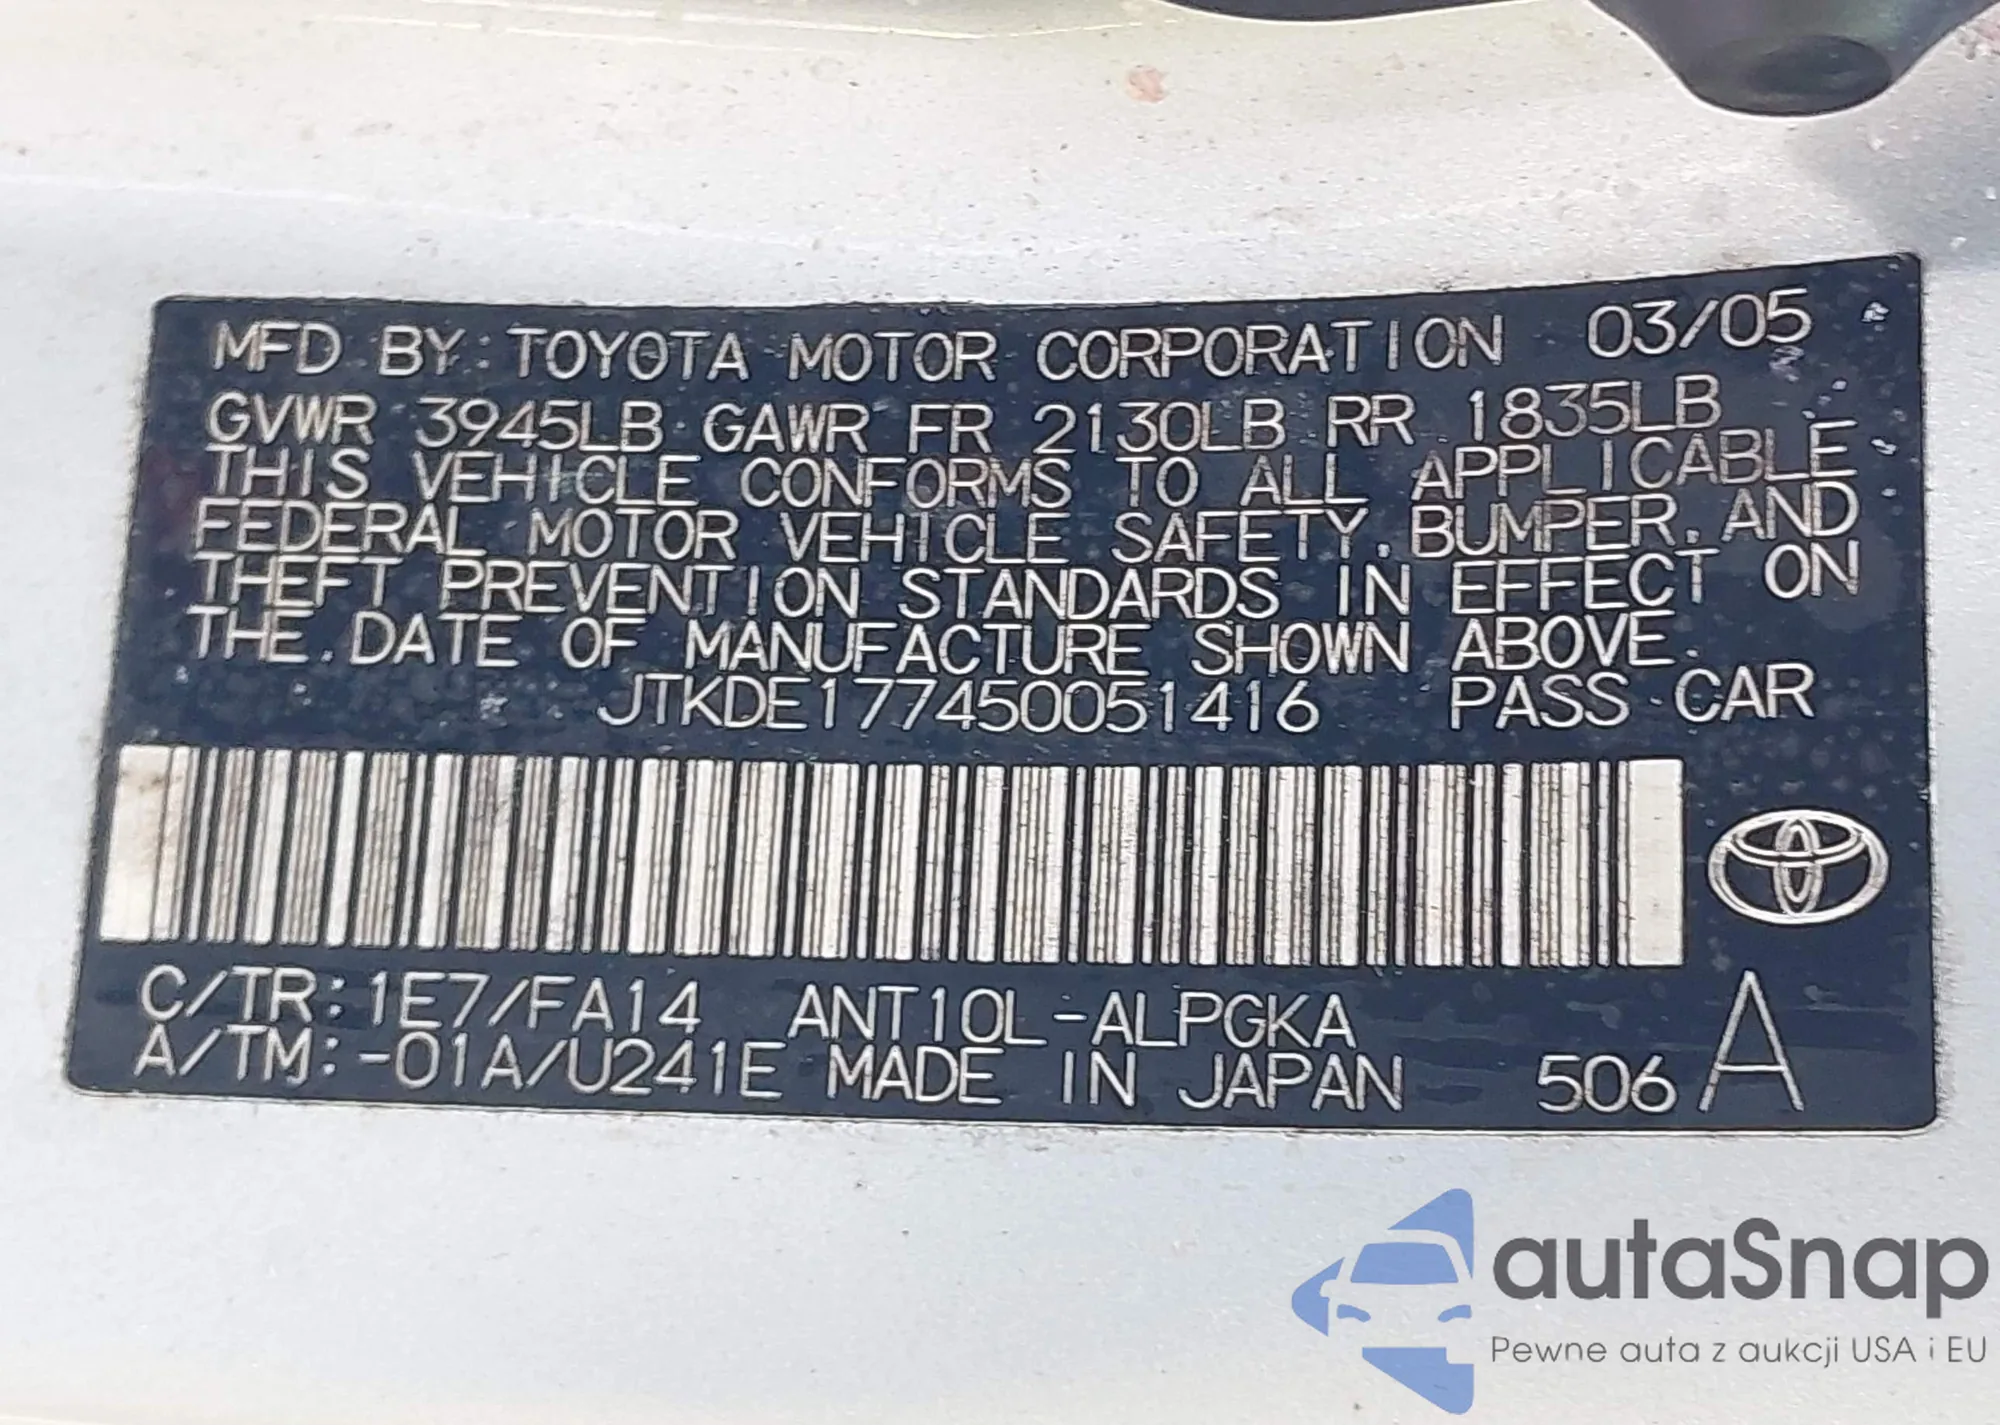 MFD BY: TOYOTA MOTOR CORPORATION 03/05
GVWR 3945LB GAWR FR 2130LB RR 1835LB
THIS VEHICLE CONFORMS TO ALL APPLICABLE
FEDERAL MOTOR VEHICLE SAFETY, BUMPER, AND
THEFT PREVENTION STANDARDS IN EFFECT ON
THE DATE OF MANUFACTURE SHOWN ABOVE.
JTKDE177450051416 PASS CAR
C/TR: 1E7/FA14 ANT10L-ALPGKA
A/TM: -01A/U241E MADE IN JAPAN 506 A
autaSnap
Pewne auta z aukcji USA i EU